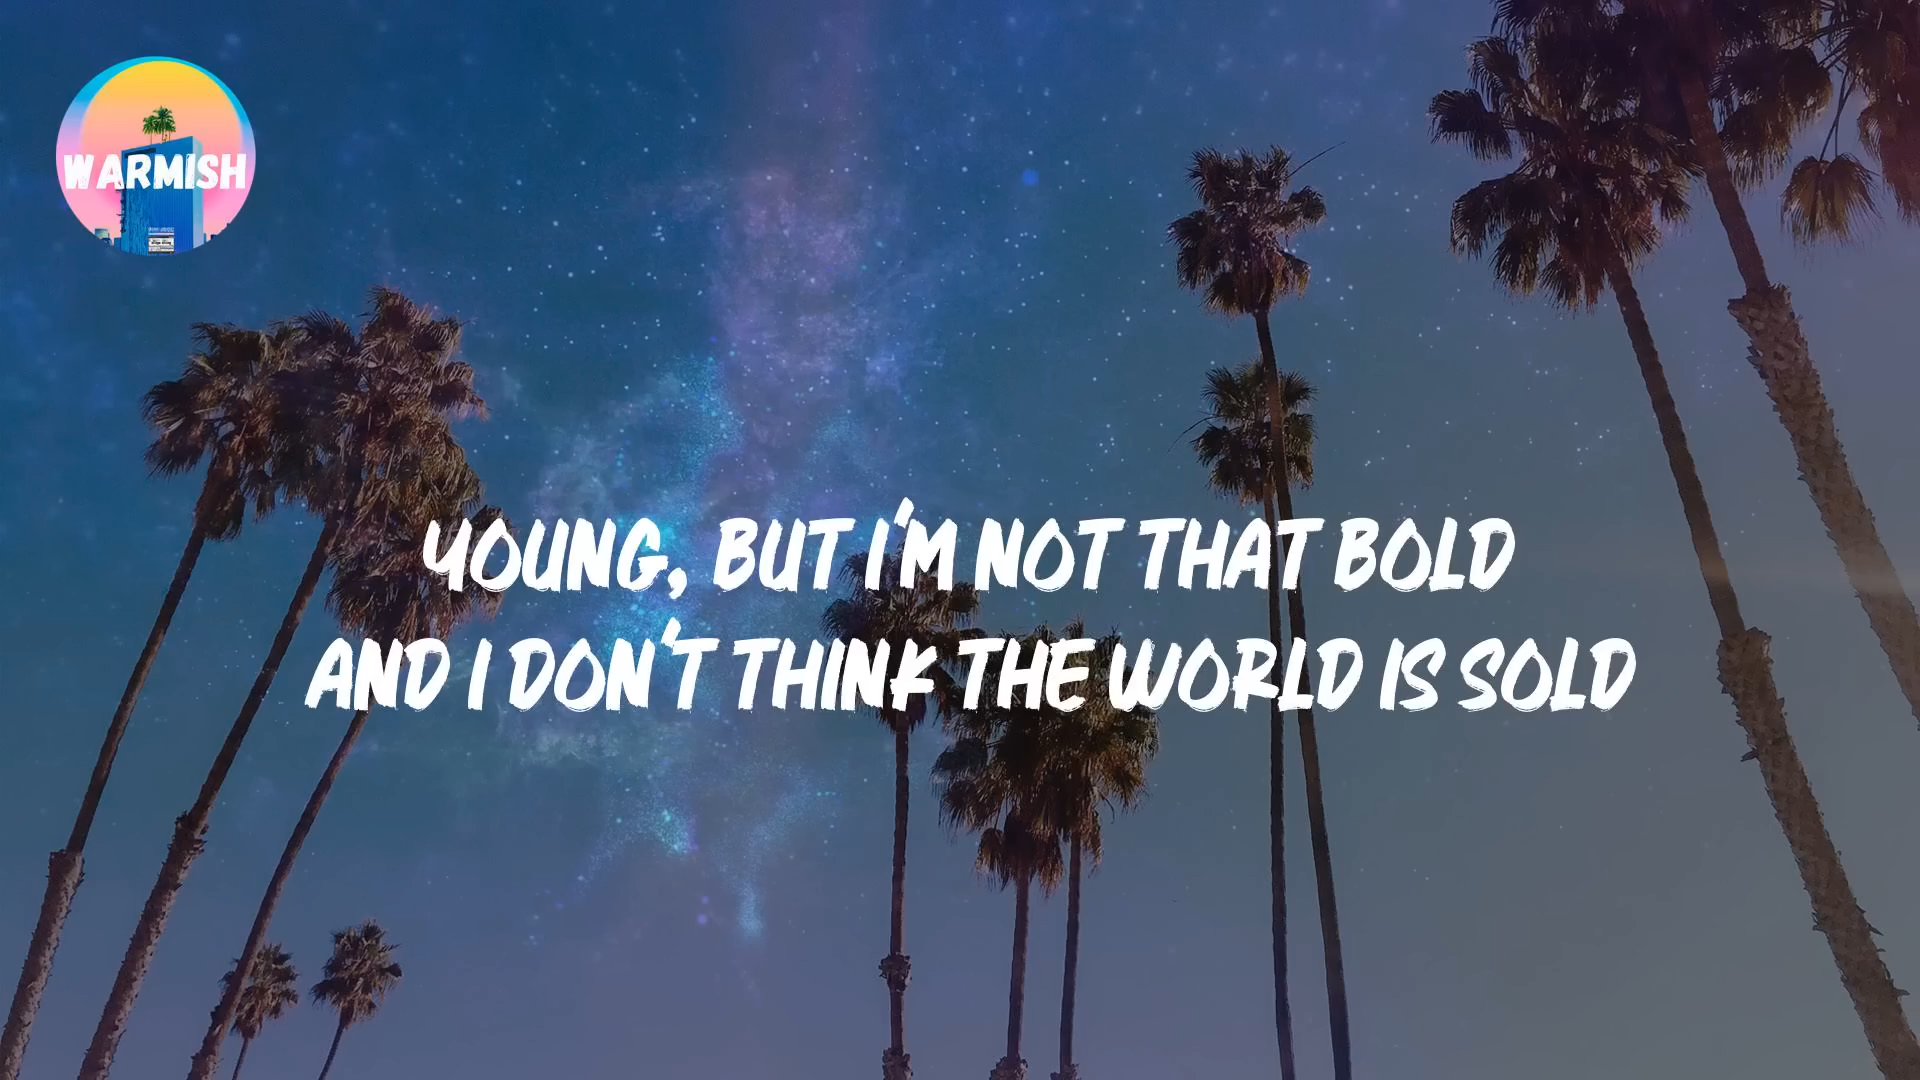 WARMISH
YOUNG, BUT I'M NOT THAT BOLD
AND I DON'T THINK THE WORLD IS SOLD